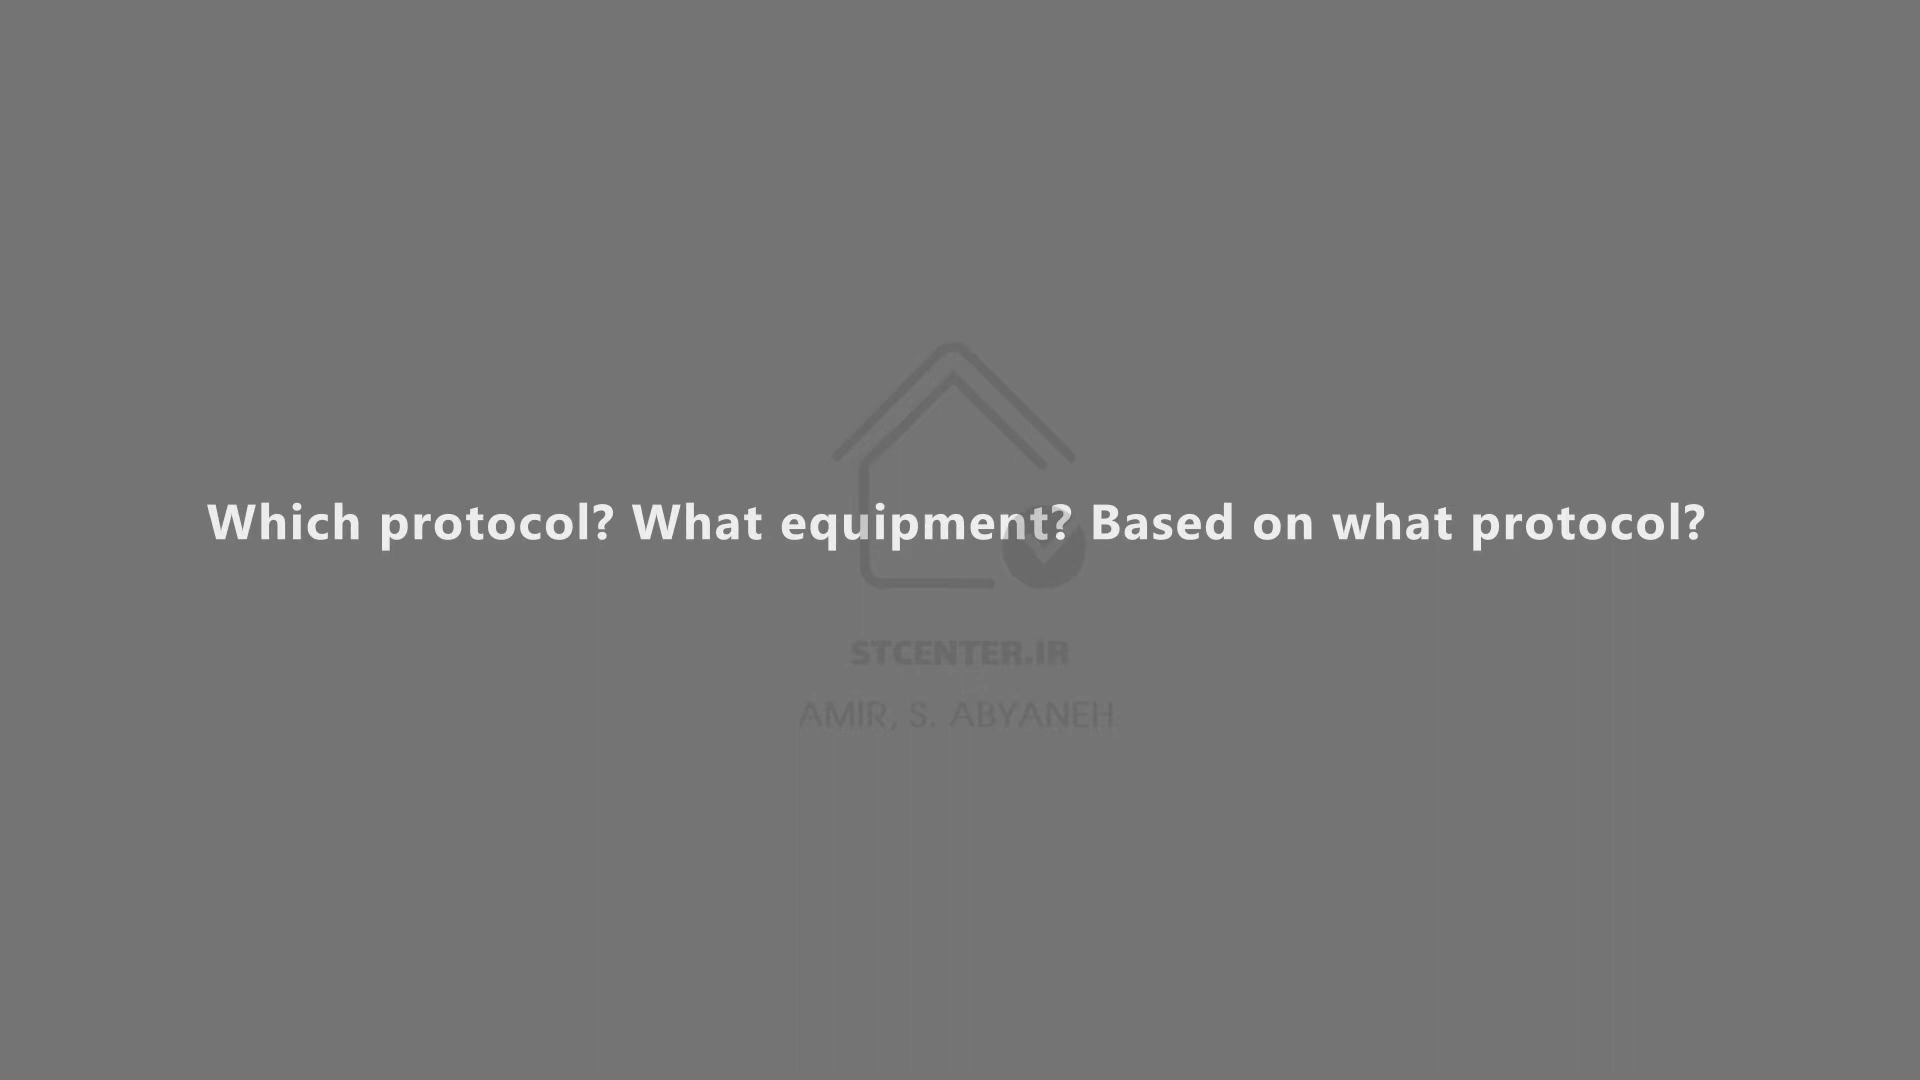 Which protocol? What equipment? Based on what protocol?
STCENTER.IR
AMIR, S. ABYANEH